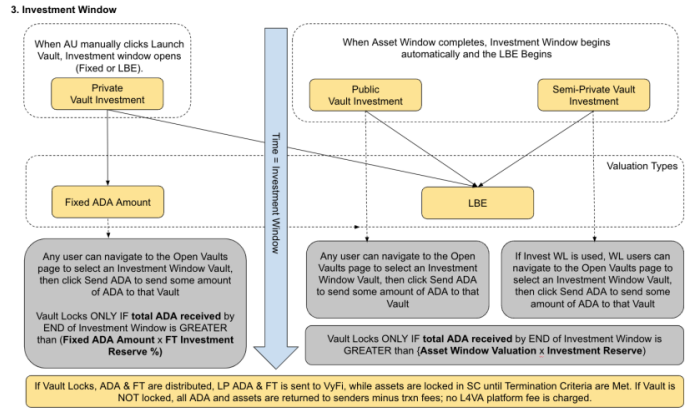 3. Investment Window
When AU manually clicks Launch
Vault, Investment window opens
(Fixed or LBE).
Private
Vault Investment
When Asset Window completes, Investment Window begins
automatically and the LBE Begins
Public
Vault Investment
Semi-Private Vault
Investment
Time = Investment Window
Valuation Types
Fixed ADA Amount
LBE
Any user can navigate to the Open Vaults
page to select an Investment Window Vault,
then click Send ADA to send some amount
of ADA to that Vault
Vault Locks ONLY IF total ADA received by
END of Investment Window is GREATER
than (Fixed ADA Amount x FT Investment
Reserve %)
Any user can navigate to the Open
Vaults page to select an Investment
Window Vault, then click Send ADA
to send some amount of ADA to that
Vault
If Invest WL is used, WL users can
navigate to the Open Vaults page to
select an Investment Window Vault,
then click Send ADA to send some
amount of ADA to that Vault
Vault Locks ONLY IF total ADA received by END of Investment Window is
GREATER than {Asset Window Valuation x Investment Reserve)
If Vault Locks, ADA & FT are distributed, LP ADA & FT is sent to VyFi, while assets are locked in SC until Termination Criteria are Met. If Vault is
NOT locked, all ADA and assets are returned to senders minus trxn fees; no L4VA platform fee is charged.